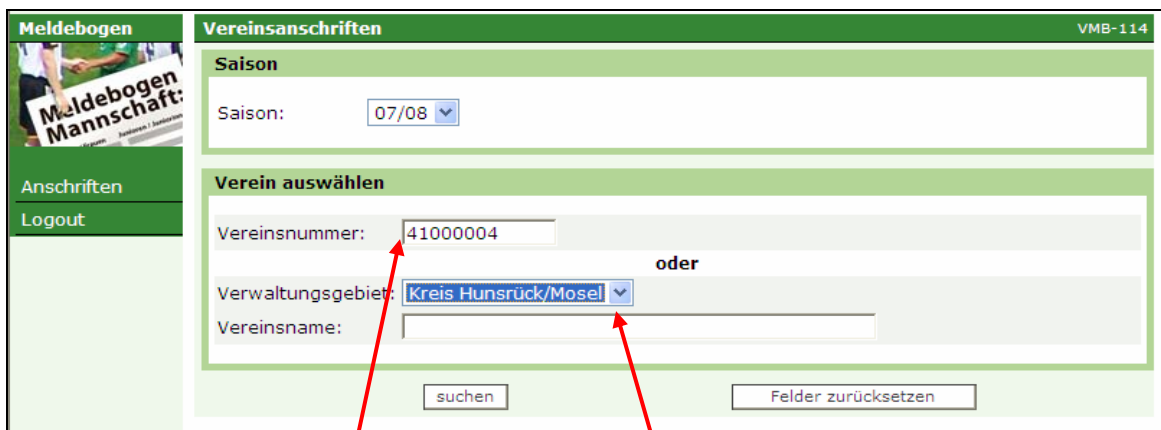 Meldebogen
Vereinsanschriften
VMB-114
Meldebogen
Mannschaft:
Anschriften
Logout
Saison
Saison: 07/08
Verein auswählen
Vereinsnummer: 41000004
oder
Verwaltungsgebiet: Kreis Hunsrück/Mosel
Vereinsname:
suchen
Felder zurücksetzen